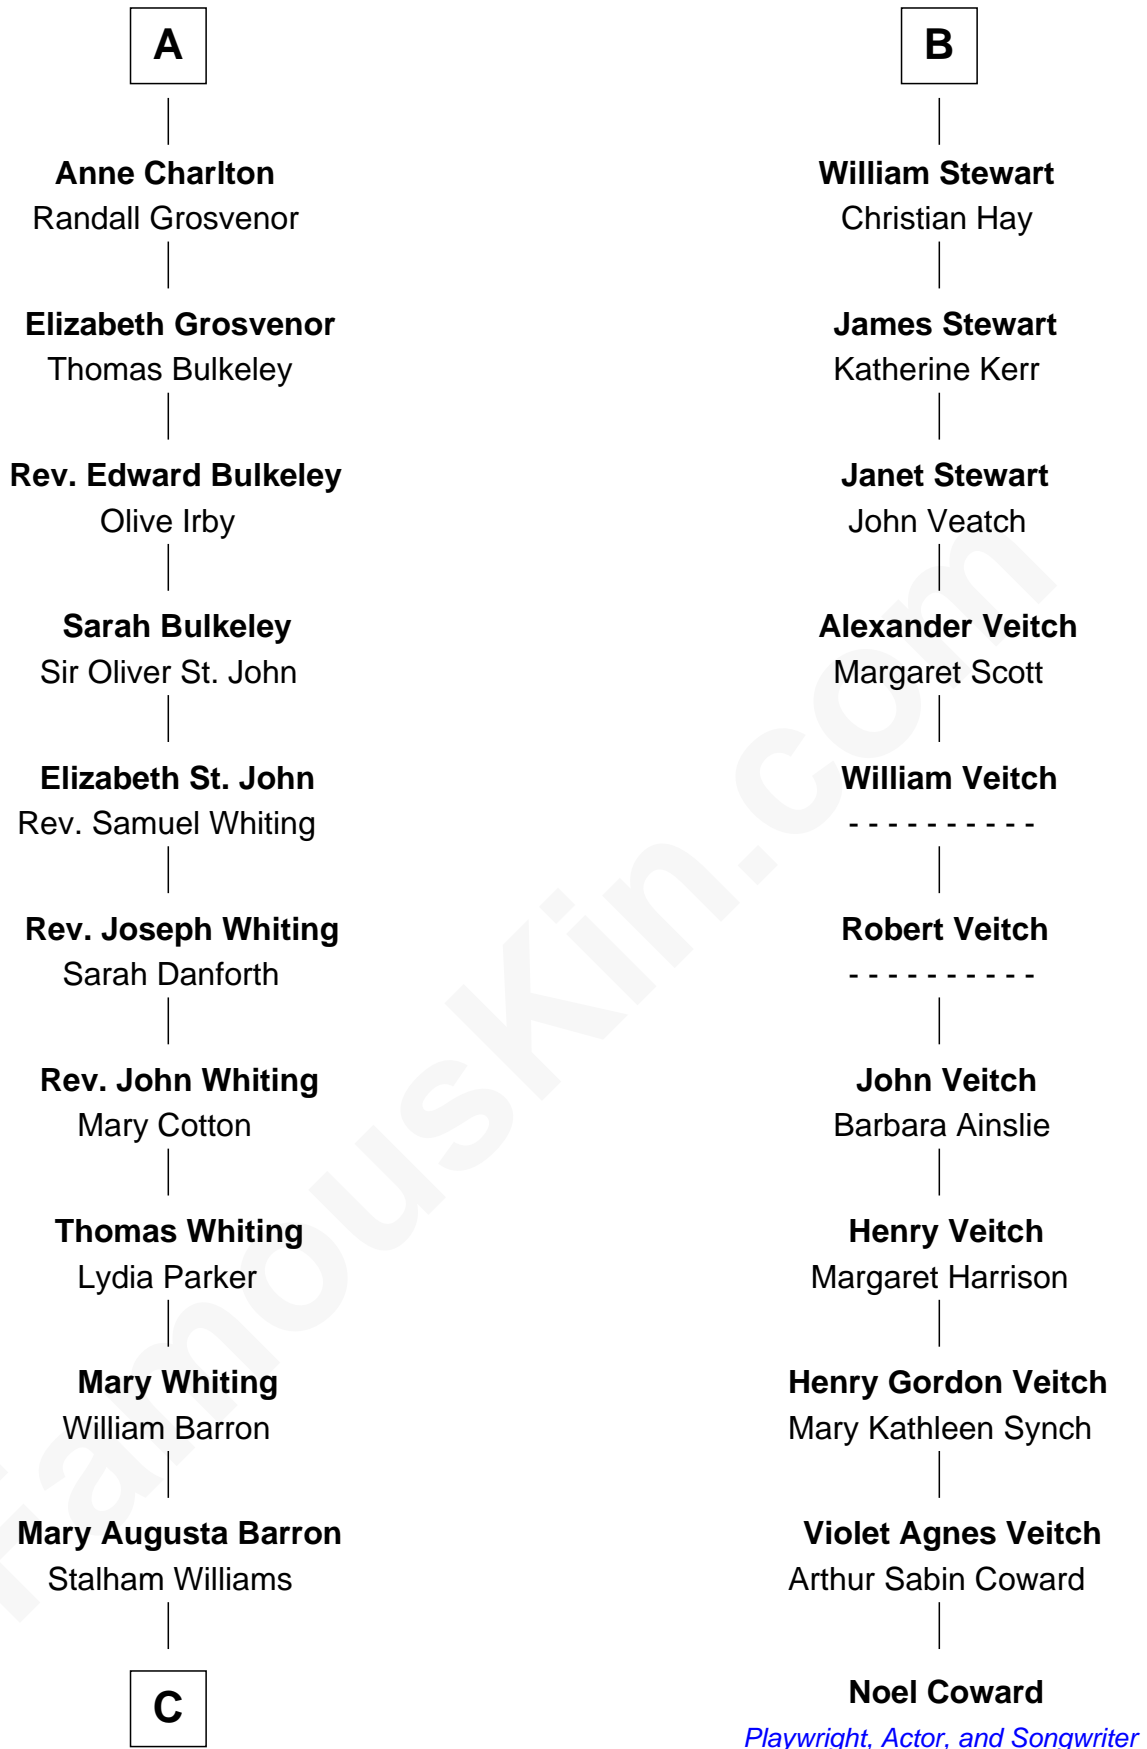 A
Anne Charlton
Randall Grosvenor
Elizabeth Grosvenor
Thomas Bulkeley
Rev. Edward Bulkeley
Olive Irby
Sarah Bulkeley
Sir Oliver St. John
Elizabeth St. John
Rev. Samuel Whiting
Rev. Joseph Whiting
Sarah Danforth
Rev. John Whiting
Mary Cotton
Thomas Whiting
Lydia Parker
Mary Whiting
William Barron
Mary Augusta Barron
Stalham Williams
C
B
William Stewart
Christian Hay
James Stewart
Katherine Kerr
Janet Stewart
John Veatch
Alexander Veitch
Margaret Scott
William Veitch
- - - - - - - - - -
Robert Veitch
- - - - - - - - - -
John Veitch
Barbara Ainslie
Henry Veitch
Margaret Harrison
Henry Gordon Veitch
Mary Kathleen Synch
Violet Agnes Veitch
Arthur Sabin Coward
Noel Coward
Playwright, Actor, and Songwriter
FamousKin.com